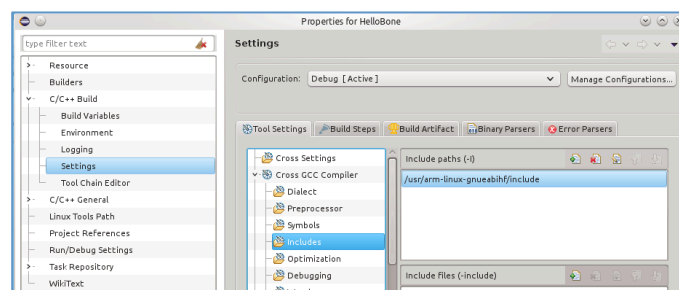 Properties for HelloBone
type filter text
Settings
Resource
Builders
C/C++ Build
Build Variables
Environment
Logging
Settings
Tool Chain Editor
C/C++ General
Linux Tools Path
Project References
Run/Debug Settings
Task Repository
WikiText
Configuration: Debug [Active] Manage Configurations...
Tool Settings Build Steps Build Artifact Binary Parsers Error Parsers
Cross Settings
Cross GCC Compiler
Dialect
Preprocessor
Symbols
Includes
Optimization
Debugging
Include paths (-I)
/usr/arm-linux-gnueabihf/include
Include files (-include)